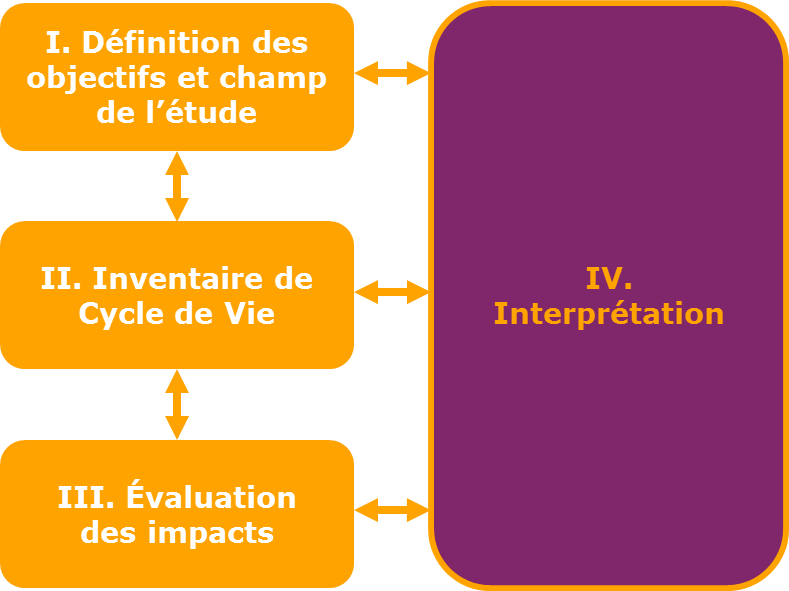 I. Définition des
objectifs et champ
de l’étude
II. Inventaire de
Cycle de Vie
III. Évaluation
des impacts
IV.
Interprétation